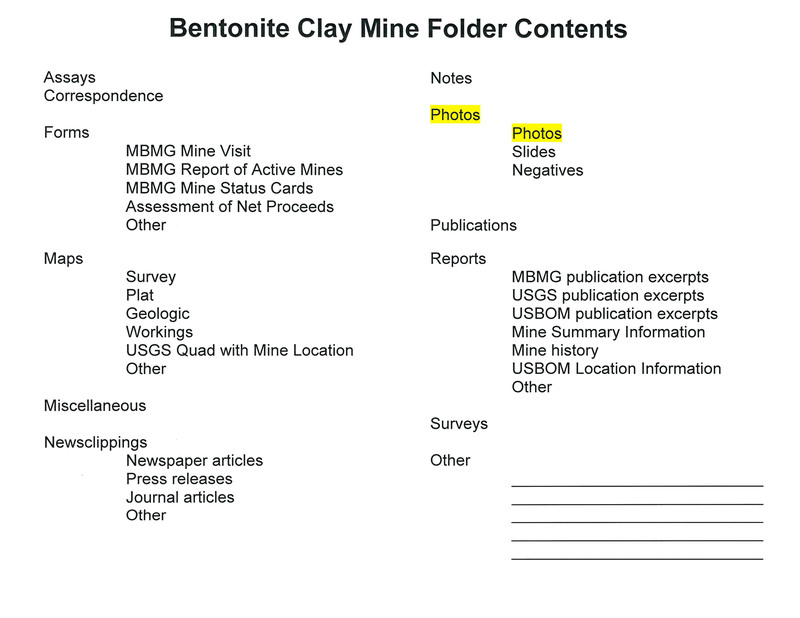 Bentonite Clay Mine Folder Contents
Assays
Correspondence
Forms
MBMG Mine Visit
MBMG Report of Active Mines
MBMG Mine Status Cards
Assessment of Net Proceeds
Other
Maps
Survey
Plat
Geologic
Workings
USGS Quad with Mine Location
Other
Miscellaneous
Newsclippings
Newspaper articles
Press releases
Journal articles
Other
Notes
Photos
Photos
Slides
Negatives
Publications
Reports
MBMG publication excerpts
USGS publication excerpts
USBOM publication excerpts
Mine Summary Information
Mine history
USBOM Location Information
Other
Surveys
Other